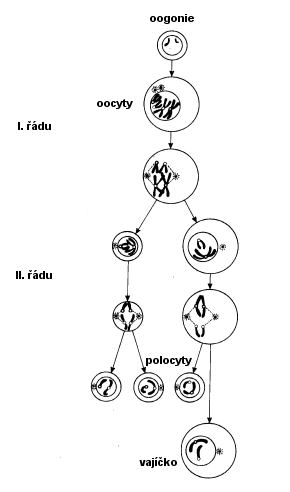 oogonie
oocyty
I. řádu
II. řádu
polocyty
vajíčko